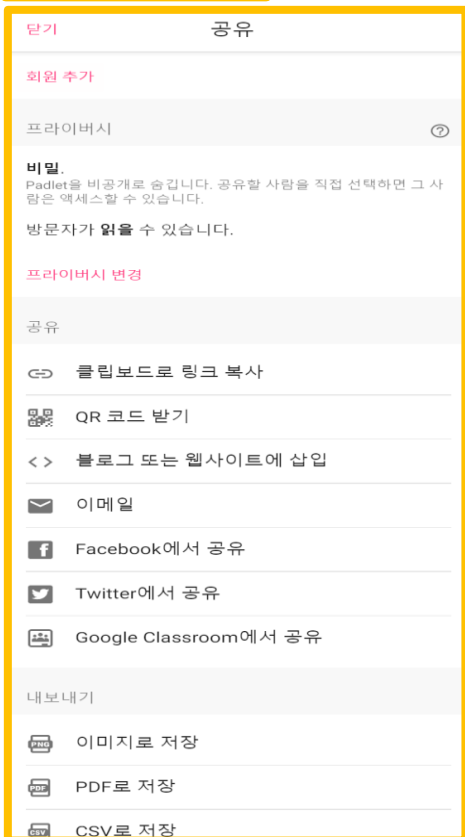 닫기 공유
회원 추가
프라이버시
비밀.
Padlet을 비공개로 숨깁니다. 공유할 사람을 직접 선택하면 그 사
람은 액세스할 수 있습니다.
방문자가 읽을 수 있습니다.
프라이버시 변경
공유
클립보드로 링크 복사
QR 코드 받기
블로그 또는 웹사이트에 삽입
이메일
Facebook에서 공유
Twitter에서 공유
Google Classroom에서 공유
내보내기
PNG 이미지로 저장
PDF PDF로 저장
CSV CSV로 저장